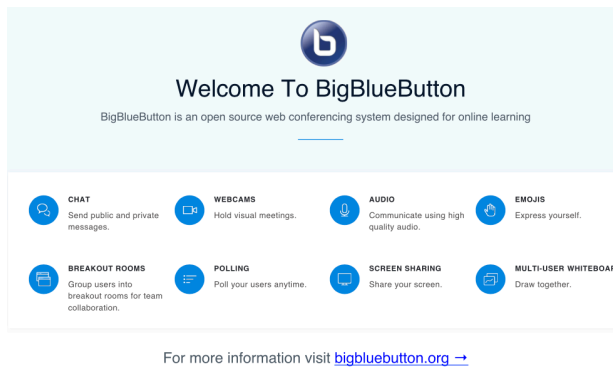 b
Welcome To BigBlueButton
BigBlueButton is an open source web conferencing system designed for online learning
CHAT
Send public and private
messages.
WEBCAMS
Hold visual meetings.
AUDIO
Communicate using high
quality audio.
EMOJIS
Express yourself.
BREAKOUT ROOMS
Group users into
breakout rooms for team
collaboration.
POLLING
Poll your users anytime.
SCREEN SHARING
Share your screen.
MULTI-USER WHITEBOAR
Draw together.
For more information visit bigbluebutton.org →